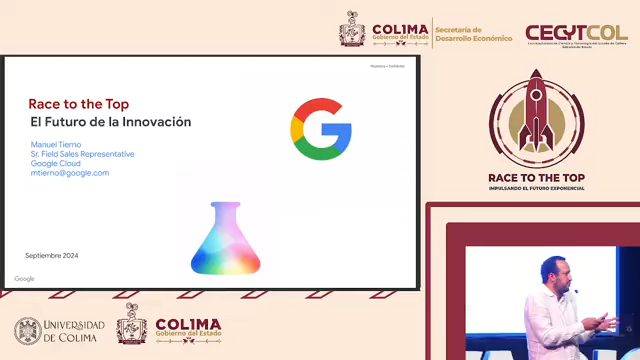 COLIMA
Gobierno del Estado
Secretaría de
Desarrollo Económico
CECYTCOL
Race to the Top
El Futuro de la Innovación
Manuel Tierno
Sr. Field Sales Representative
Google Cloud
mtierno@google.com
Septiembre 2024
Google
RACE TO THE TOP
IMPULSANDO EL FUTURO EXPONENCIAL
UNIVERSIDAD
DE COLIMA
COLIMA
Gobierno del Estado